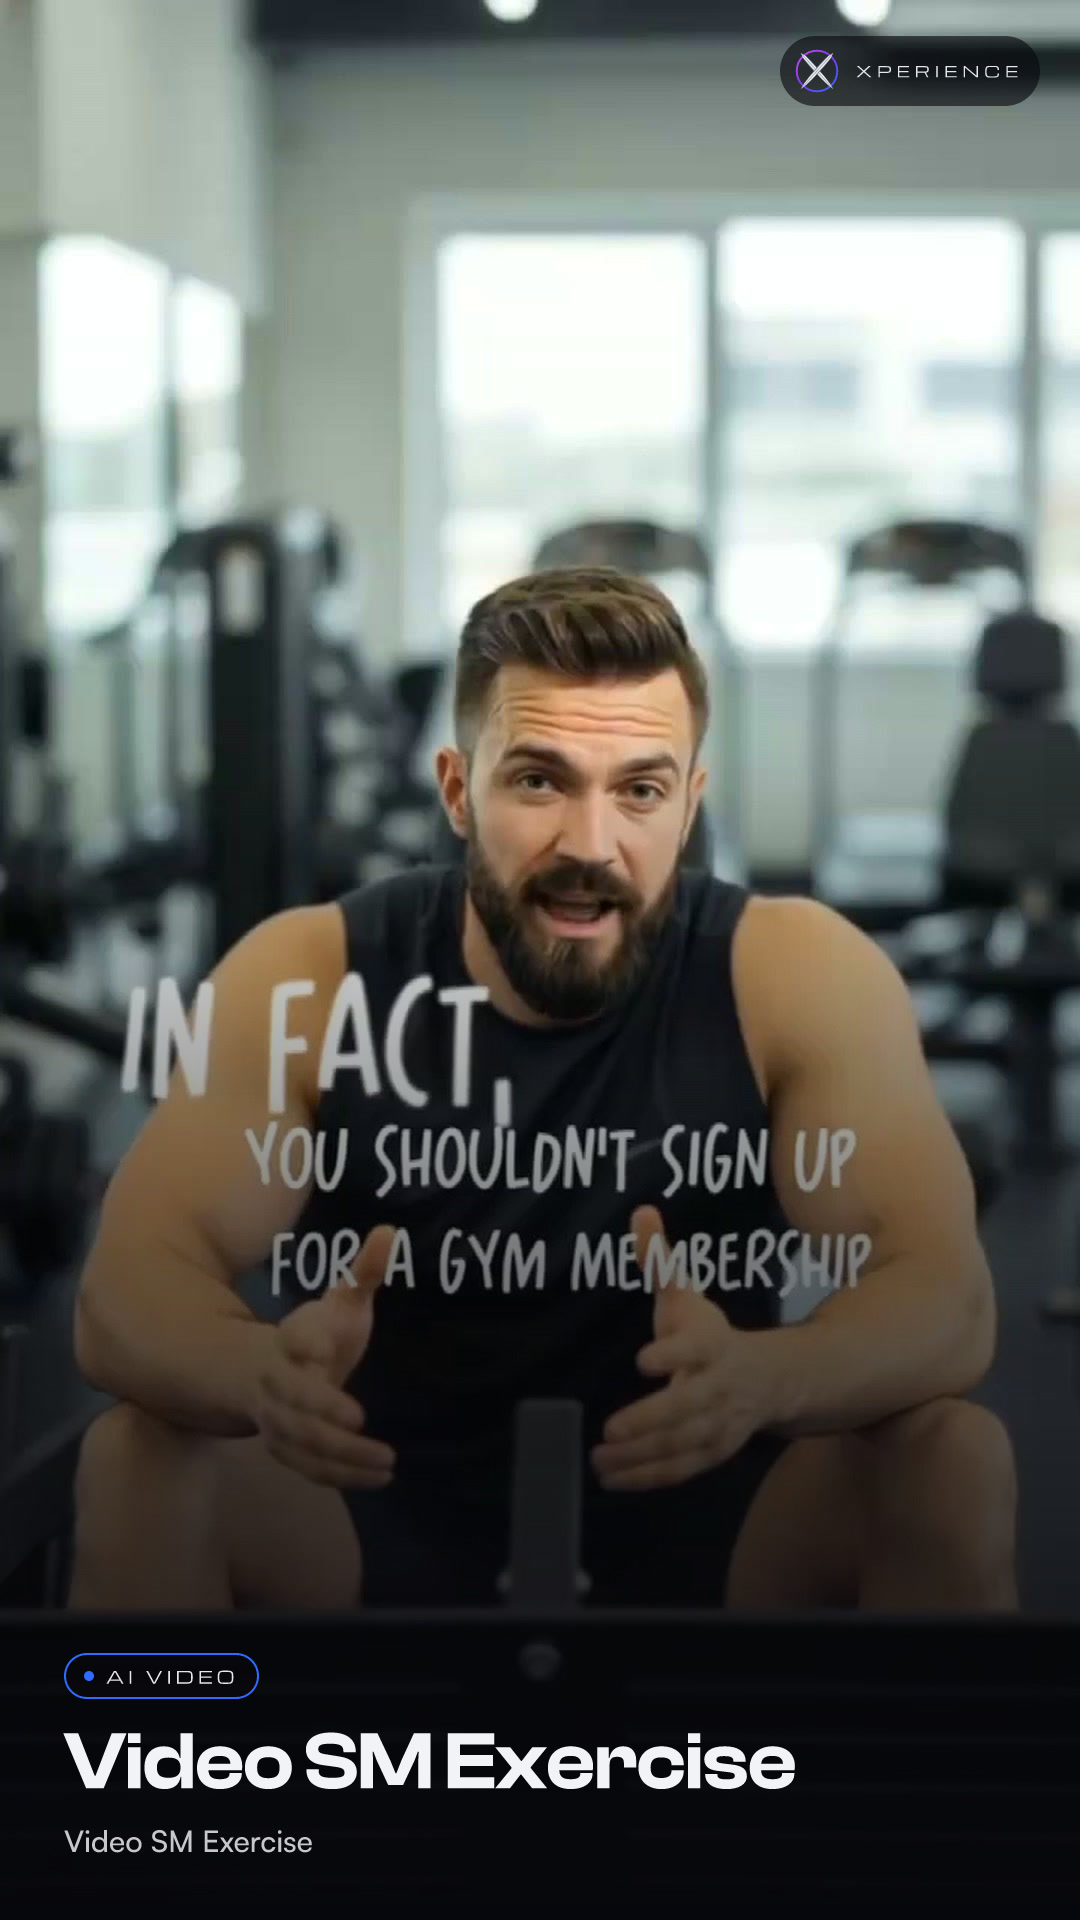 XPERIENCE
IN FACT,
YOU SHOULDN'T SIGN UP
FOR A GYM MEMBERSHIP
AI VIDEO
Video SM Exercise
Video SM Exercise